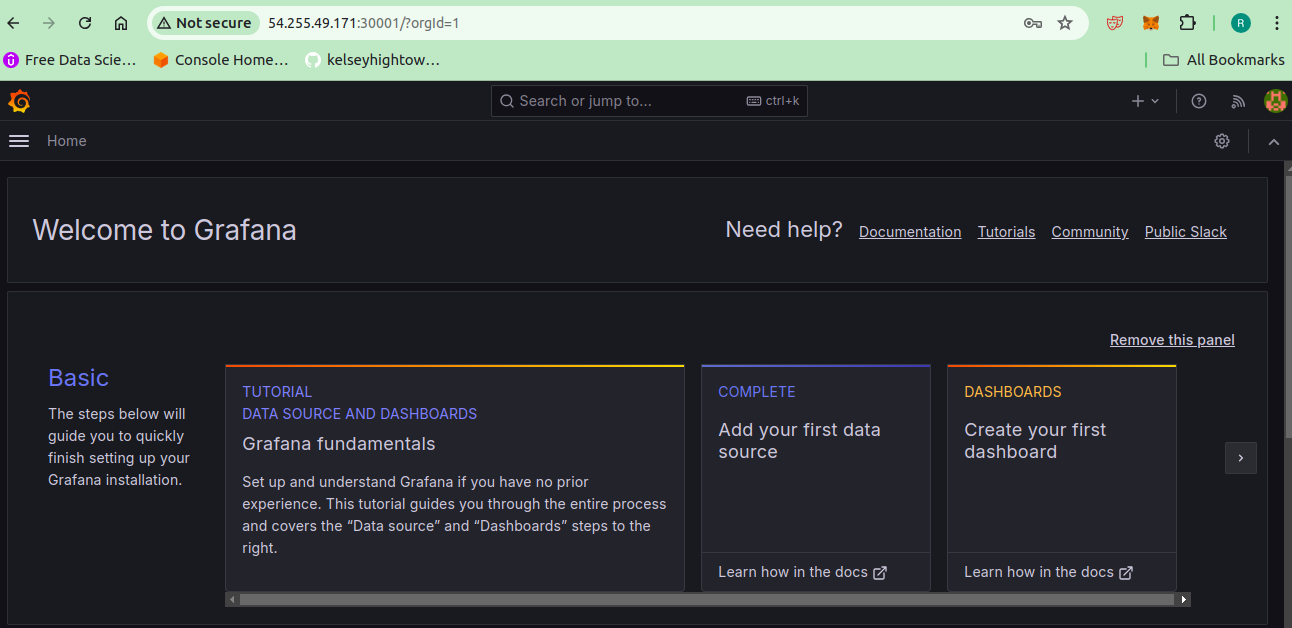 Not secure 54.255.49.171:30001/?orgId=1 R
Free Data Scie... Console Home... kelseyhightow... All Bookmarks
Search or jump to... ctrl+k
Home
Welcome to Grafana
Need help? Documentation Tutorials Community Public Slack
Remove this panel
Basic
The steps below will
guide you to quickly
finish setting up your
Grafana installation.
TUTORIAL
DATA SOURCE AND DASHBOARDS
Grafana fundamentals
Set up and understand Grafana if you have no prior
experience. This tutorial guides you through the entire process
and covers the “Data source” and “Dashboards” steps to the
right.
COMPLETE
Add your first data
source
Learn how in the docs
DASHBOARDS
Create your first
dashboard
Learn how in the docs